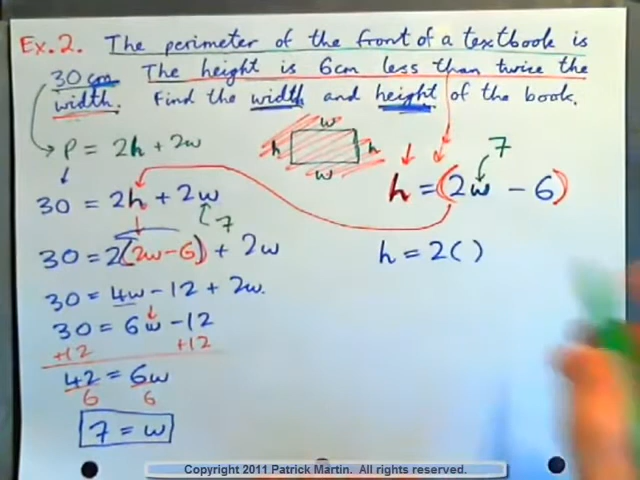 Ex.2. The perimeter of the front of a textbook is
30cm The height is 6cm less than twice the
width. Find the width and height of the book.
P = 2h + 2w
w
h h
w
7
h = (2w - 6)
30 = 2h + 2w
7
30 = 2(2w-6) + 2w
h = 2( )
30 = 4w - 12 + 2w.
30 = 6w - 12
+12 +12
42 = 6w
6 6
7 = w
Copyright 2011 Patrick Martin. All rights reserved.